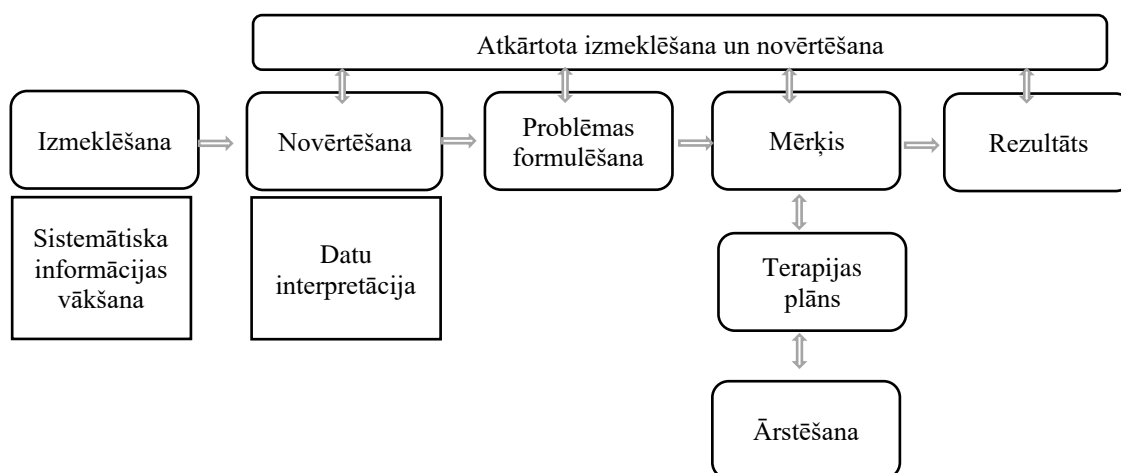 Atkārtota izmeklēšana un novērtēšana
Izmeklēšana
Novērtēšana
Problēmas
formulēšana
Mērķis
Rezultāts
Sistemātiska
informācijas
vākšana
Datu
interpretācija
Terapijas
plāns
Ārstēšana